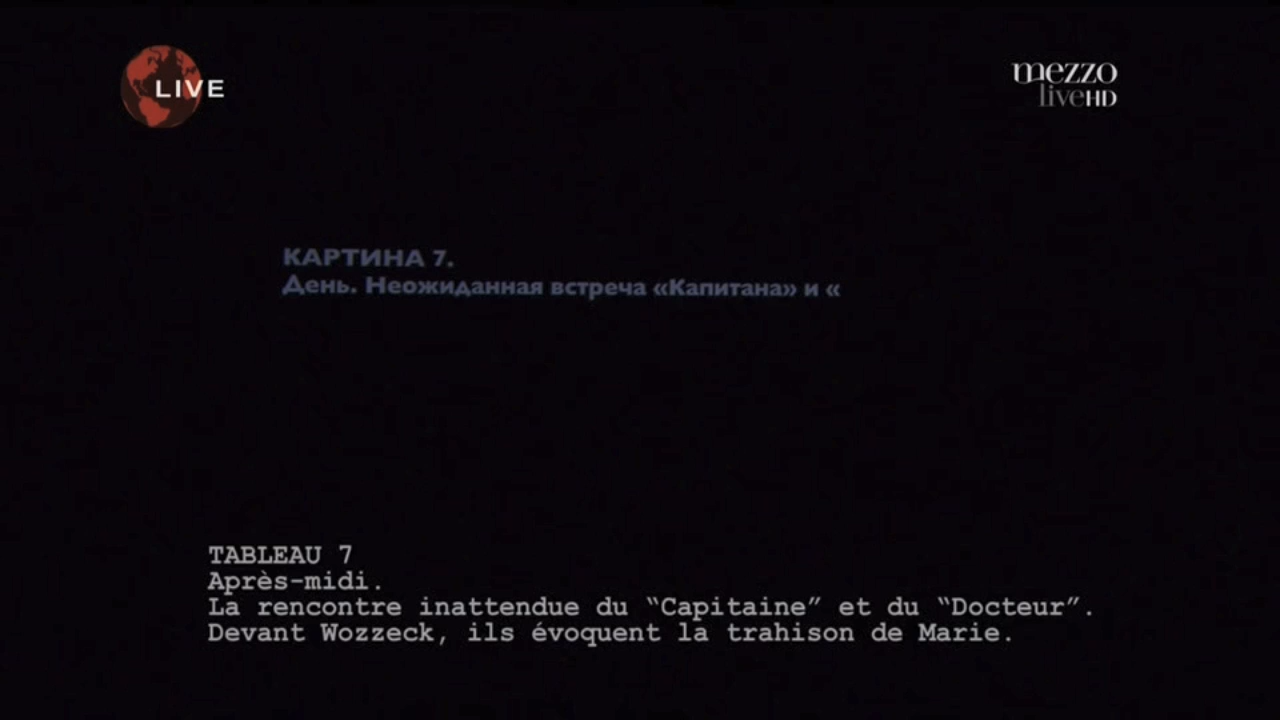 LIVE
mezzo
liveHD
КАРТИНА 7.
День. Неожиданная встреча «Капитана» и «
TABLEAU 7
Après-midi.
La rencontre inattendue du “Capitaine” et du “Docteur”.
Devant Wozzeck, ils évoquent la trahison de Marie.